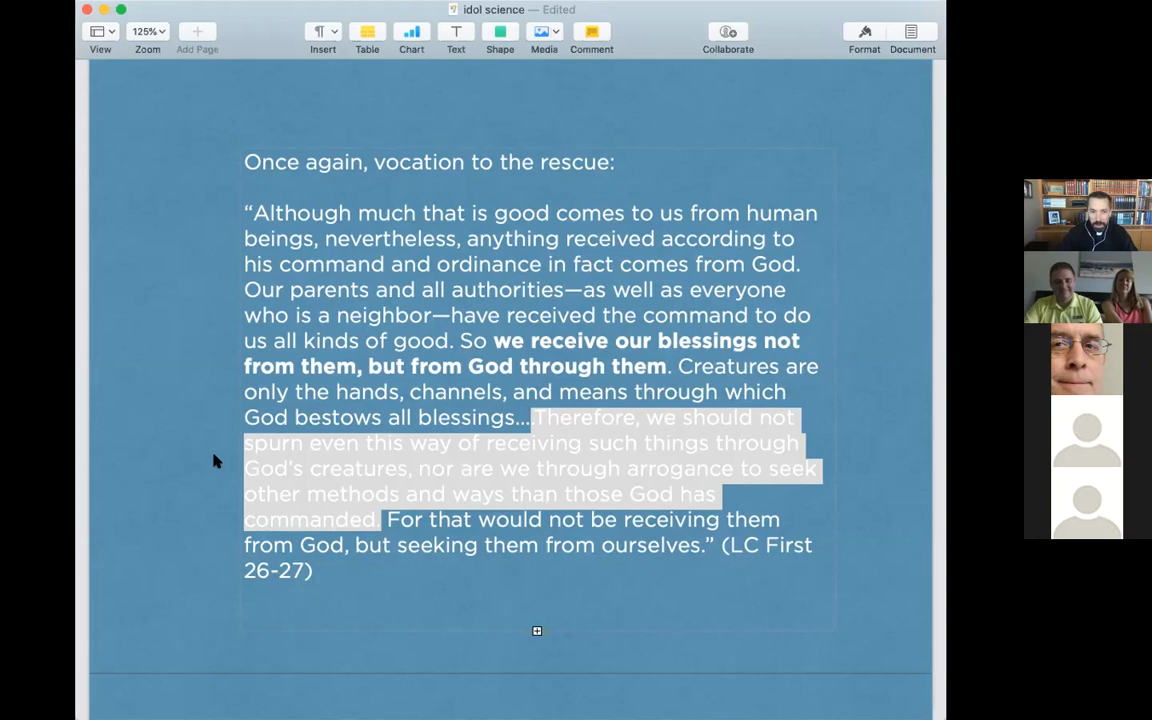 idol science — Edited
125%
View
Zoom
Add Page
Insert
Table
Chart
Text
Shape
Media
Comment
Collaborate
Format
Document
Once again, vocation to the rescue:
“Although much that is good comes to us from human
beings, nevertheless, anything received according to
his command and ordinance in fact comes from God.
Our parents and all authorities—as well as everyone
who is a neighbor—have received the command to do
us all kinds of good. So we receive our blessings not
from them, but from God through them. Creatures are
only the hands, channels, and means through which
God bestows all blessings....Therefore, we should not
spurn even this way of receiving such things through
God's creatures, nor are we through arrogance to seek
other methods and ways than those God has
commanded. For that would not be receiving them
from God, but seeking them from ourselves.” (LC First
26-27)